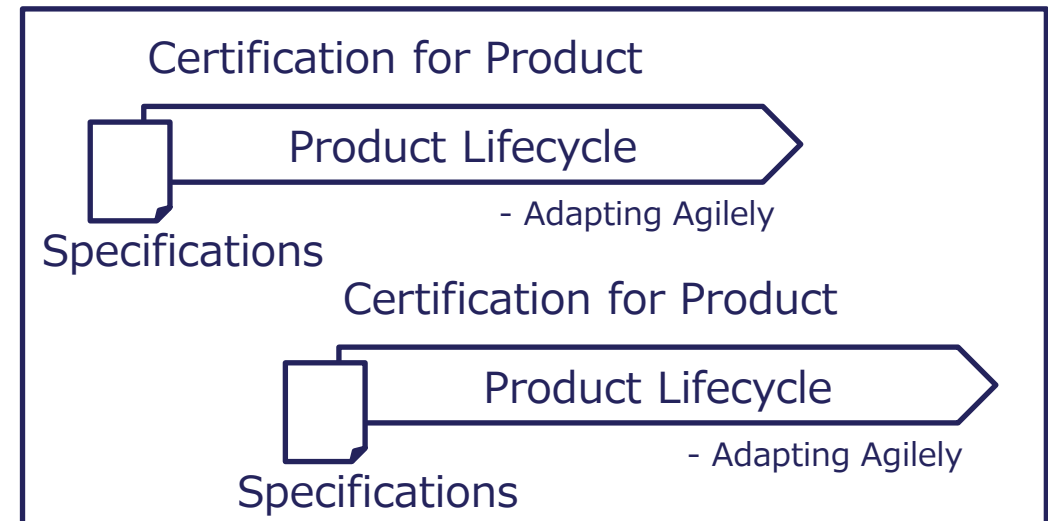 Certification for Product
Product Lifecycle
- Adapting Agilely
Specifications
Certification for Product
Product Lifecycle
- Adapting Agilely
Specifications